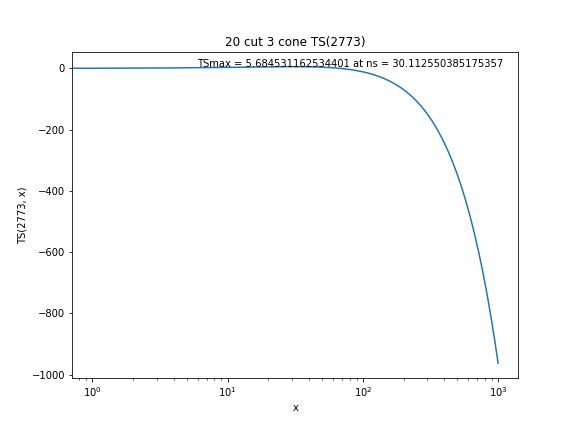 20 cut 3 cone TS(2773)
TSmax = 5.684531162534401 at ns = 30.112550385175357
0
−200
−400
−600
−800
−1000
TS(2773, x)
10⁰
10¹
10²
10³
x